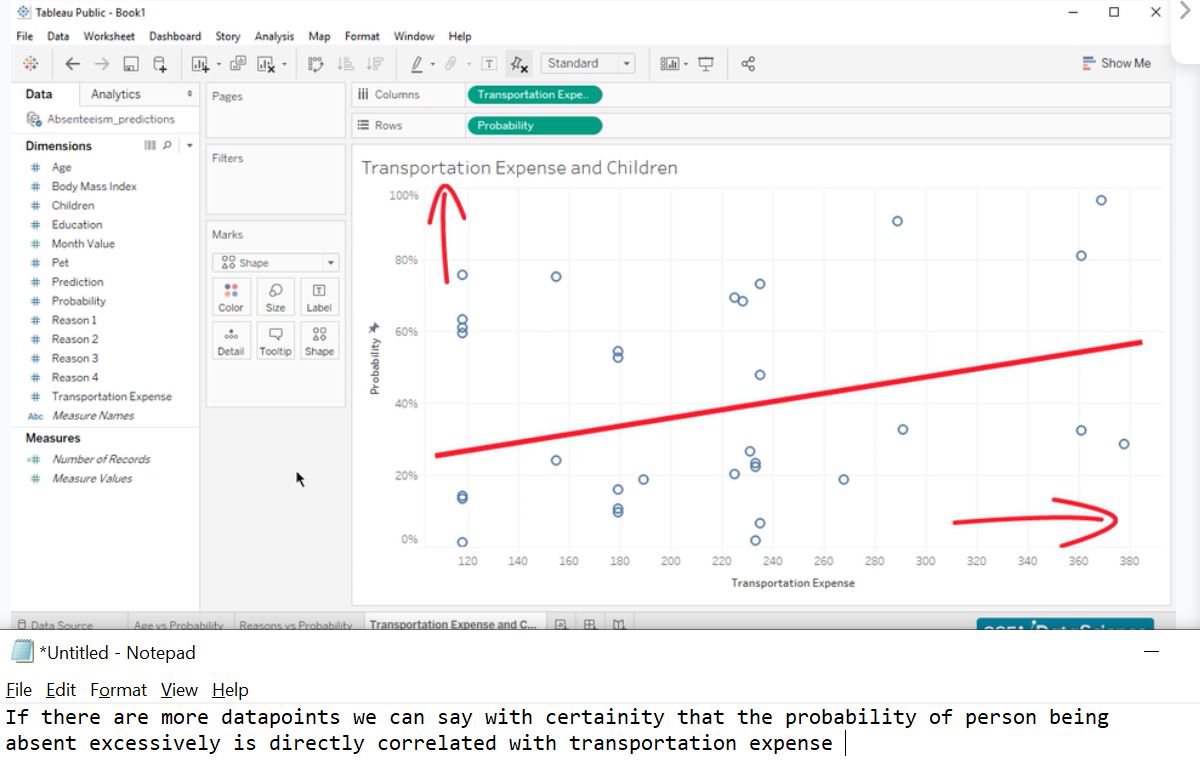 Tableau Public - Book1
File Data Worksheet Dashboard Story Analysis Map Format Window Help
Standard
Show Me
Data Analytics
Pages
Columns Transportation Expe..
Absenteeism_predictions
Rows Probability
Dimensions
Filters
Transportation Expense and Children
Age
Body Mass Index
Children
Education
Month Value
Pet
Prediction
Probability
Reason 1
Reason 2
Reason 3
Reason 4
Transportation Expense
Abc Measure Names
Measures
Number of Records
Measure Values
Marks
Shape
Color Size Label
Detail Tooltip Shape
100%
80%
60%
40%
20%
0%
Probability
120 140 160 180 200 220 240 260 280 300 320 340 360 380
Transportation Expense
Data Source Age vs Probability Reasons vs Probability Transportation Expense and C...
*Untitled - Notepad
File Edit Format View Help
If there are more datapoints we can say with certainity that the probability of person being
absent excessively is directly correlated with transportation expense